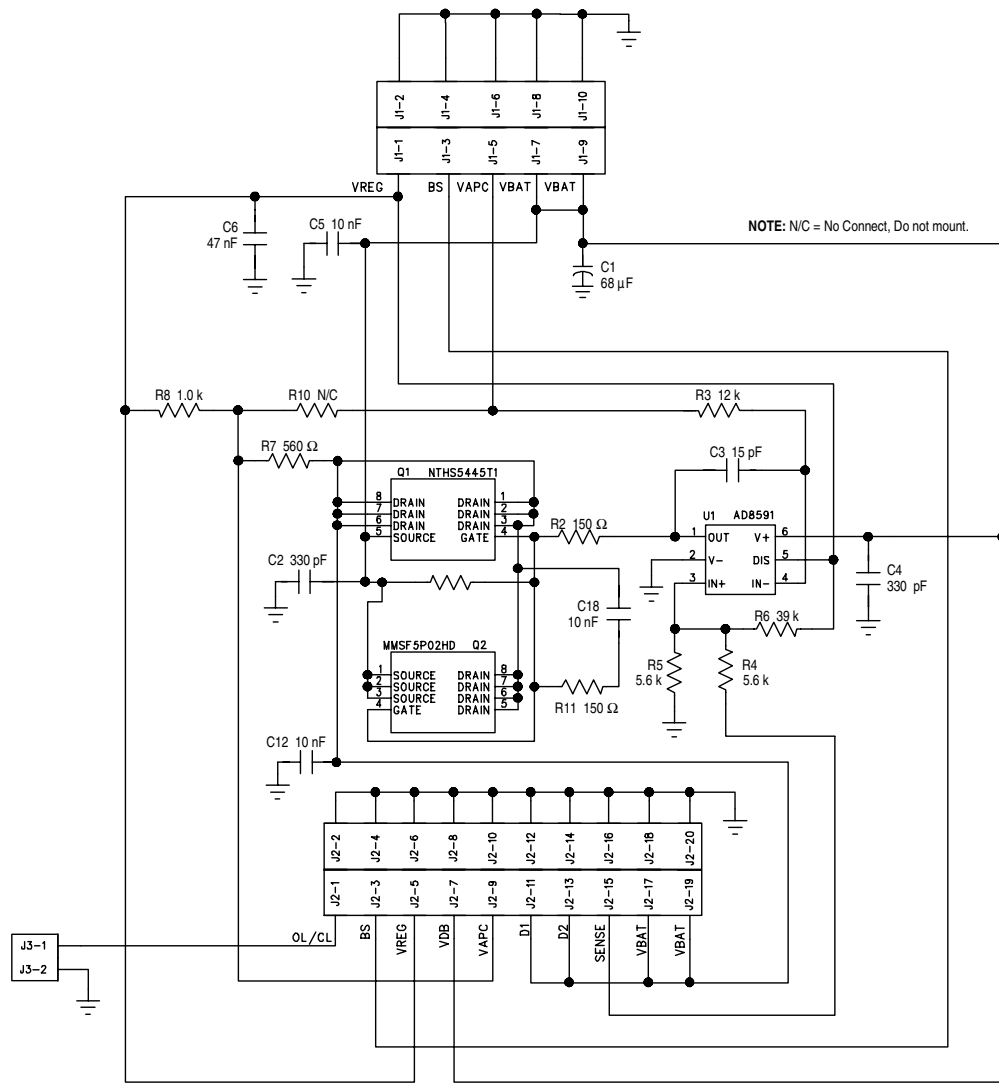 J1-2 J1-4 J1-6 J1-8 J1-10
J1-1 J1-3 J1-5 J1-7 J1-9
VREG BS VAPC VBAT VBAT
C6
47 nF
C5 10 nF
NOTE: N/C = No Connect, Do not mount.
C1
68 µF
R8 1.0 k
R10 N/C
R3 12 k
R7 560 Ω
C3 15 pF
Q1 NTHS5445T1
8 DRAIN DRAIN 1
7 DRAIN DRAIN 2
6 DRAIN DRAIN 3
5 SOURCE GATE 4
R2 150 Ω
U1 AD8591
1 OUT V+ 6
2 V- DIS 5
3 IN+ IN- 4
C2 330 pF
C4
330 pF
C18
10 nF
R6 39 k
MMSF5P02HD Q2
1 SOURCE DRAIN 8
2 SOURCE DRAIN 7
3 SOURCE DRAIN 6
4 GATE DRAIN 5
R5
5.6 k
R4
5.6 k
R11 150 Ω
C12 10 nF
J2-2 J2-4 J2-6 J2-8 J2-10 J2-12 J2-14 J2-16 J2-18 J2-20
J2-1 J2-3 J2-5 J2-7 J2-9 J2-11 J2-13 J2-15 J2-17 J2-19
OL/CL BS VREG VDB VAPC D1 D2 SENSE VBAT VBAT
J3-1
J3-2